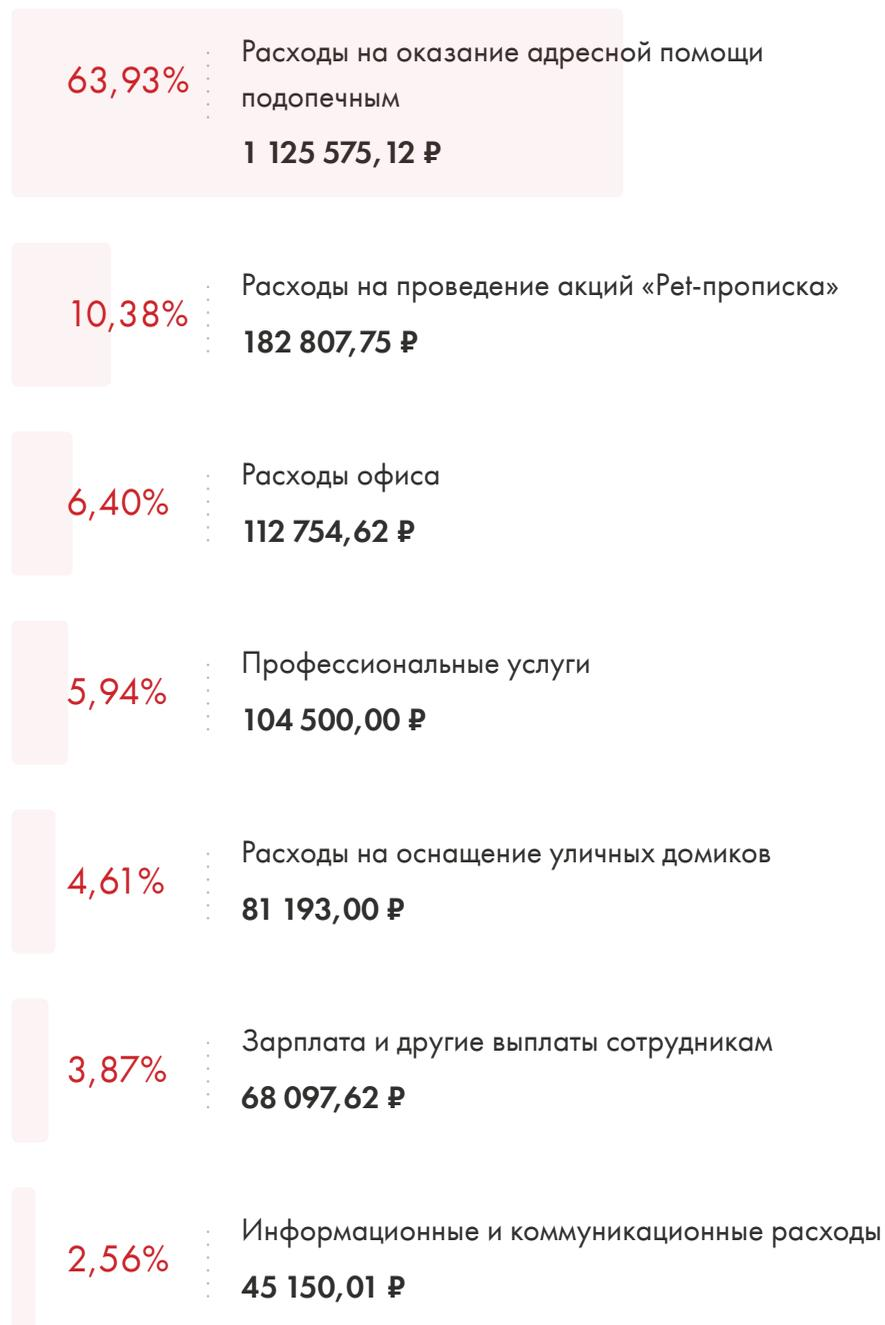 63,93%
Расходы на оказание адресной помощи
подопечным
1 125 575,12 ₽
10,38%
Расходы на проведение акций «Pet-прописка»
182 807,75 ₽
6,40%
Расходы офиса
112 754,62 ₽
5,94%
Профессиональные услуги
104 500,00 ₽
4,61%
Расходы на оснащение уличных домиков
81 193,00 ₽
3,87%
Зарплата и другие выплаты сотрудникам
68 097,62 ₽
2,56%
Информационные и коммуникационные расходы
45 150,01 ₽